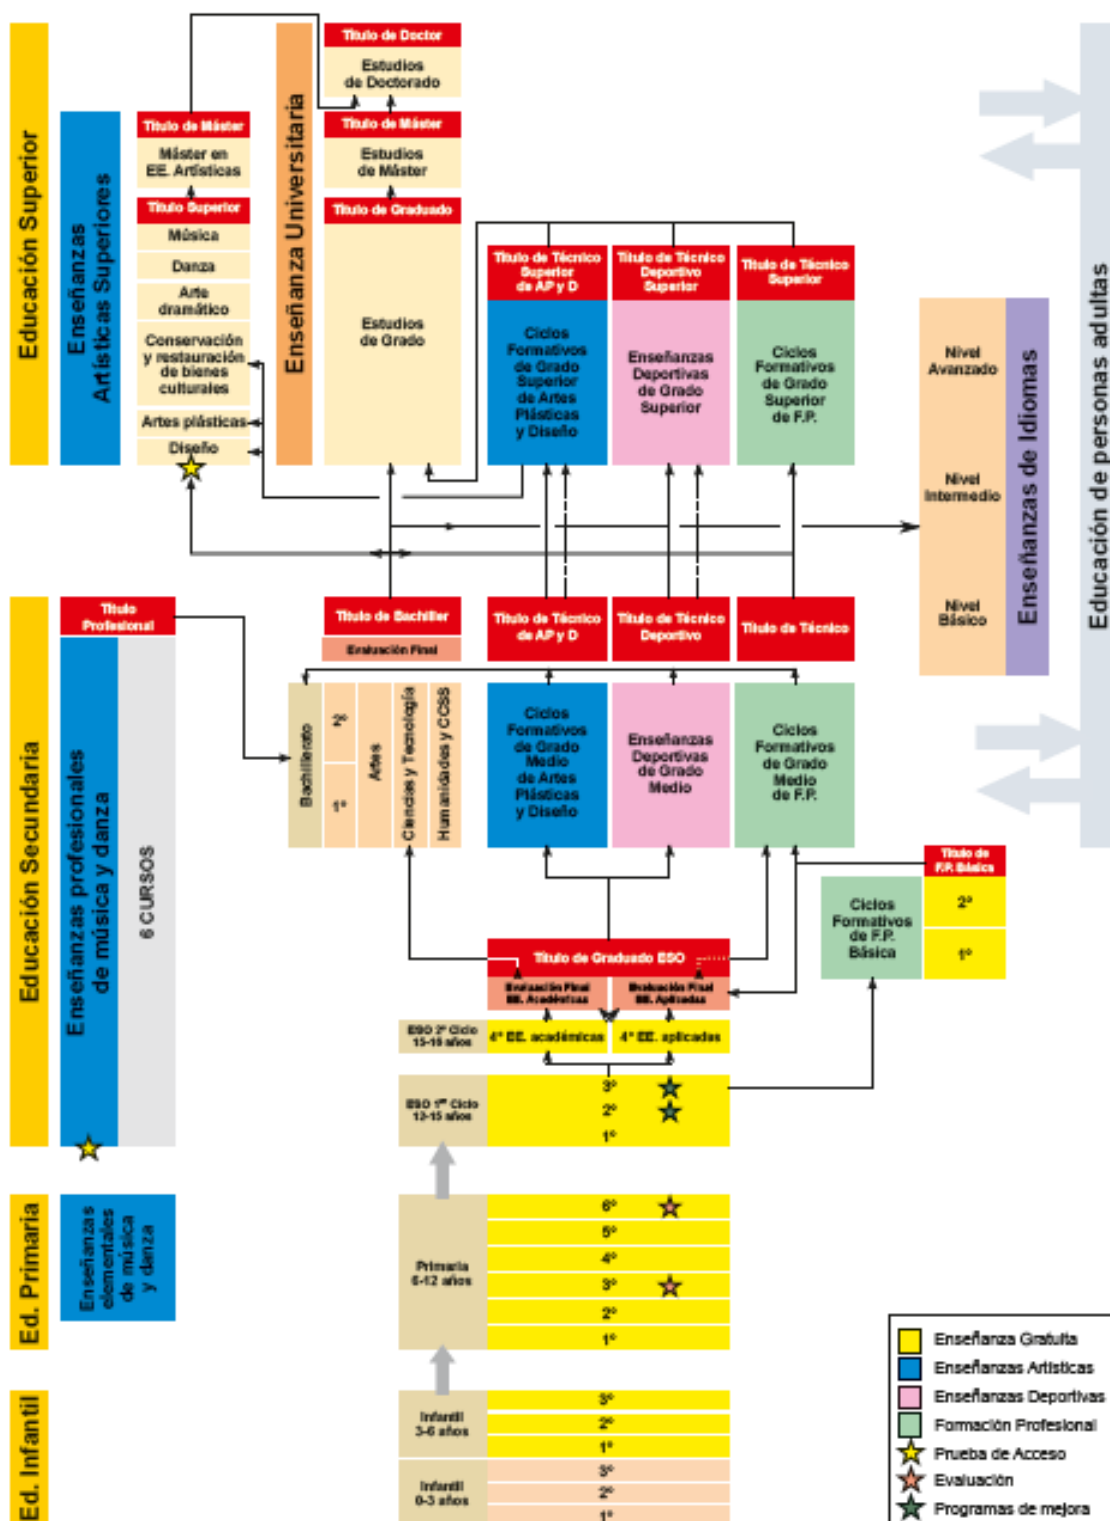 Educación Superior
Enseñanzas
Artísticas Superiores
Título de Máster
Máster en
EE. Artísticas
Título Superior
Música
Danza
Arte
dramático
Conservación
y restauración
de bienes
culturales
Artes plásticas
Diseño
Enseñanza Universitaria
Título de Doctor
Estudios
de Doctorado
Título de Máster
Estudios
de Máster
Título de Graduado
Estudios
de Grado
Título de Técnico
Superior
de AP y D
Ciclos
Formativos
de Grado
Superior
de Artes
Plásticas
y Diseño
Título de Técnico
Deportivo
Superior
Enseñanzas
Deportivas
de Grado
Superior
Título de Técnico
Superior
Ciclos
Formativos
de Grado
Superior
de F.P.
Nivel
Avanzado
Nivel
Intermedio
Nivel
Básico
Enseñanzas de Idiomas
Educación de personas adultas
Educación Secundaria
Título
Profesional
Enseñanzas profesionales
de música y danza
6 CURSOS
Título de Bachiller
Evaluación Final
Bachillerato
2º
1º
Artes
Ciencias y Tecnología
Humanidades y CCSS
Título de Técnico
de AP y D
Ciclos
Formativos
de Grado
Medio
de Artes
Plásticas
y Diseño
Título de Técnico
Deportivo
Enseñanzas
Deportivas
de Grado
Medio
Título de Técnico
Ciclos
Formativos
de Grado
Medio
de F.P.
Título de
F.P. Básica
Ciclos
Formativos
de F.P.
Básica
2º
1º
Título de Graduado ESO
Evaluación Final
EE. Académicas
Evaluación Final
EE. Aplicadas
ESO 2º Ciclo
15-16 años
4º EE. académicas
4º EE. aplicadas
ESO 1er Ciclo
12-15 años
3º
2º
1º
Ed. Primaria
Enseñanzas
elementales
de música
y danza
Primaria
6-12 años
6º
5º
4º
3º
2º
1º
Ed. Infantil
Infantil
3-6 años
3º
2º
1º
Infantil
0-3 años
3º
2º
1º
Enseñanza Gratuita
Enseñanzas Artísticas
Enseñanzas Deportivas
Formación Profesional
Prueba de Acceso
Evaluación
Programas de mejora